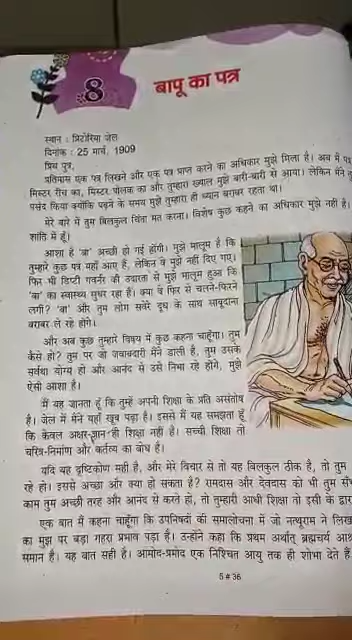 8
बापू का पत्र
स्थान : प्रिटोरिया जेल
दिनांक : 25 मार्च, 1909
प्रिय पुत्र,
प्रतिमास एक पत्र लिखने और एक पत्र प्राप्त करने का अधिकार मुझे मिला है। अब मैं पत्र
मिस्टर रीच का, मिस्टर पोलक का और तुम्हारा ख्याल मुझे बारी-बारी से आया। लेकिन मैंने
पसंद किया क्योंकि पढ़ने के समय मुझे तुम्हारा ही ध्यान बराबर रहता था।
मेरे बारे में तुम बिलकुल चिंता मत करना। विशेष कुछ कहने का अधिकार मुझे नहीं है।
शांति में हूँ।
आशा है 'बा' अच्छी हो गई होंगी। मुझे मालूम है कि
तुम्हारे कुछ पत्र यहाँ आए हैं, लेकिन वे मुझे नहीं दिए गए।
फिर भी डिप्टी गवर्नर की उदारता से मुझे मालूम हुआ कि
'बा' का स्वास्थ्य सुधर रहा है। क्या वे फिर से चलने-फिरने
लगीं? 'बा' और तुम लोग सवेरे दूध के साथ साबूदाना
बराबर ले रहे होंगे।
और अब कुछ तुम्हारे विषय में कुछ कहना चाहूँगा। तुम
कैसे हो? तुम पर जो जवाबदारी मैंने डाली है, तुम उसके
सर्वथा योग्य हो और आनंद से उसे निभा रहे होंगे, मुझे
ऐसी आशा है।
मैं यह जानता हूँ कि तुम्हें अपनी शिक्षा के प्रति असंतोष
है। जेल में मैंने यहाँ खूब पढ़ा है। इससे मैं यह समझता हूँ
कि केवल अक्षर-ज्ञान ही शिक्षा नहीं है। सच्ची शिक्षा तो
चरित्र-निर्माण और कर्तव्य का बोध है।
यदि यह दृष्टिकोण सही है, और मेरे विचार से तो यह बिलकुल ठीक है, तो तुम
रहे हो। इससे अच्छा और क्या हो सकता है? रामदास और देवदास को भी तुम
काम तुम अच्छी तरह और आनंद से करते हो, तो तुम्हारी आधी शिक्षा तो इसी के
एक बात मैं कहना चाहूँगा कि उपनिषदों की समालोचना में जो नत्थूराम ने
का मुझ पर बड़ा गहरा प्रभाव पड़ा है। उन्होंने कहा कि प्रथम अर्थात् ब्रह्मचर्य
समान है। यह बात सही है। आमोद-प्रमोद एक निश्चित आयु तक ही शोभा देते हैं
5 # 36